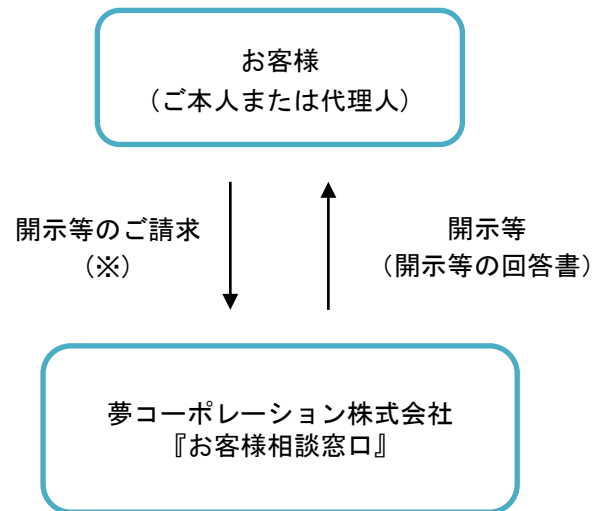 お客様
（ご本人または代理人）
開示等のご請求
（※）
開示等
（開示等の回答書）
夢コーポレーション株式会社
『お客様相談窓口』